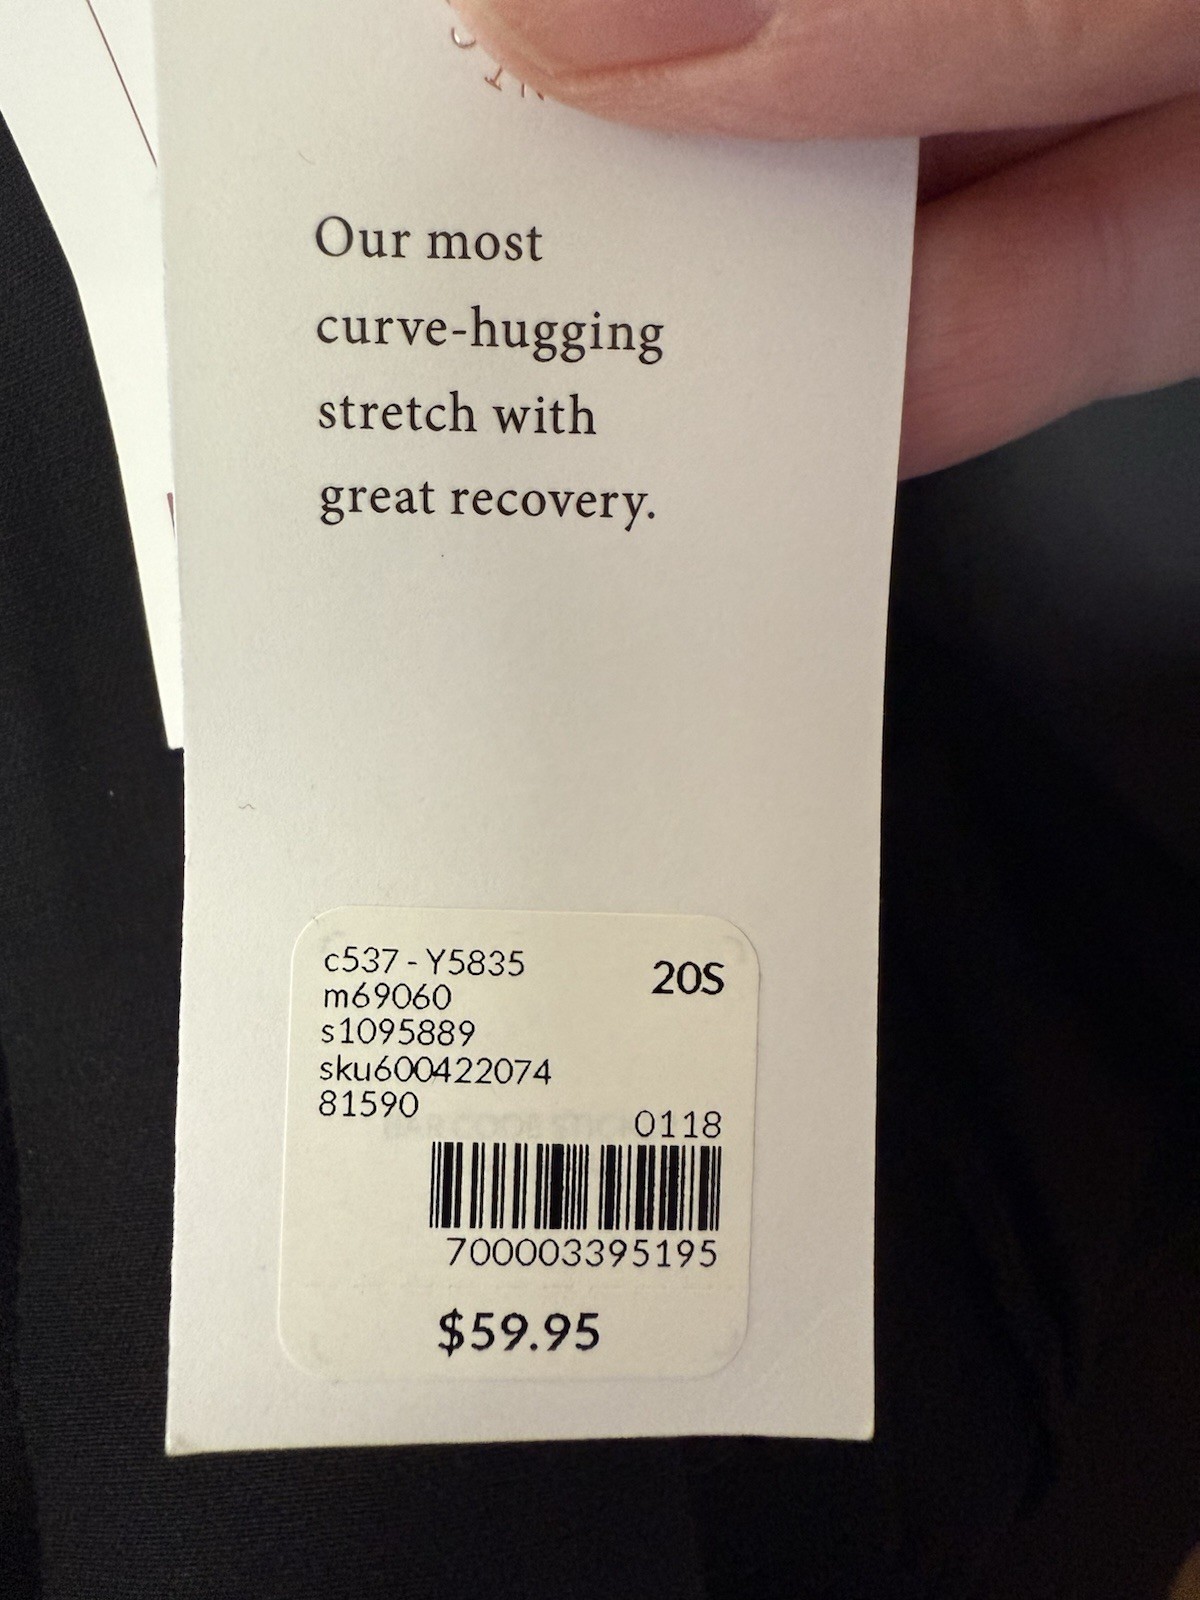 Our most
curve-hugging
stretch with
great recovery.
c537 - Y5835
20S
m69060
s1095889
sku600422074
81590
0118
700003395195
$59.95